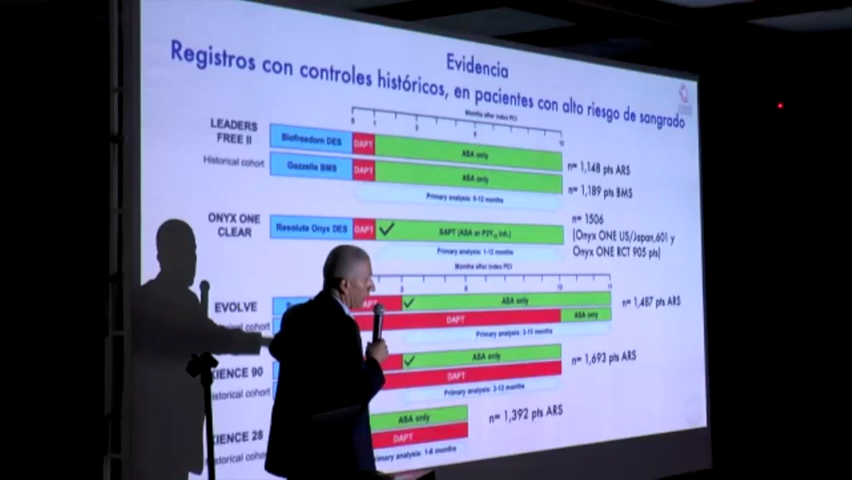 Evidencia
Registros con controles históricos, en pacientes con alto riesgo de sangrado
Months after index PCI
0 1 3 6 12
LEADERS
FREE II
Biofreedom DES
DAPT
ASA only
n= 1,148 pts ARS
Historical cohort
Gazelle BMS
DAPT
ASA only
n= 1,189 pts BMS
Primary analysis: 0-12 months
ONYX ONE
CLEAR
Resolute Onyx DES
DAPT
SAPT (ASA or P2Y12 inh.)
n= 1506
(Onyx ONE US/Japan,601 y
Onyx ONE RCT 905 pts)
Primary analysis: 1-12 months
Months after index PCI
EVOLVE
ASA only
n= 1,487 pts ARS
cohort
DAPT
ASA only
Primary analysis: 3-15 months
XIENCE 90
ASA only
n= 1,693 pts ARS
historical cohort
DAPT
Primary analysis: 3-12 months
XIENCE 28
ASA only
n= 1,392 pts ARS
Historical cohort
DAPT
Primary analysis: 1-6 months